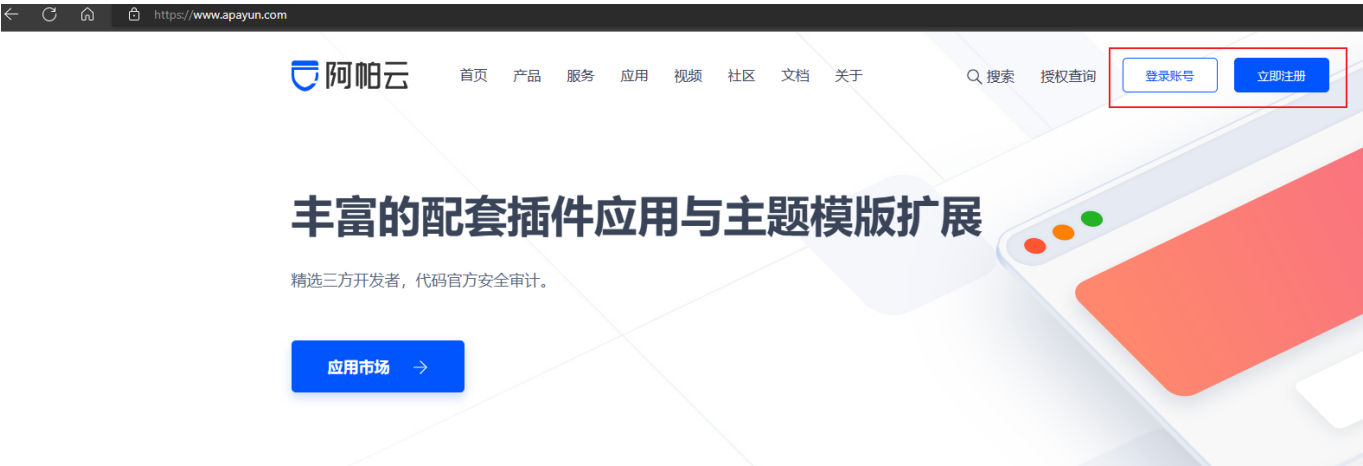 https://www.apayun.com
阿帕云 首页 产品 服务 应用 视频 社区 文档 关于 搜索 授权查询 登录账号 立即注册
丰富的配套插件应用与主题模版扩展
精选三方开发者，代码官方安全审计。
应用市场 →